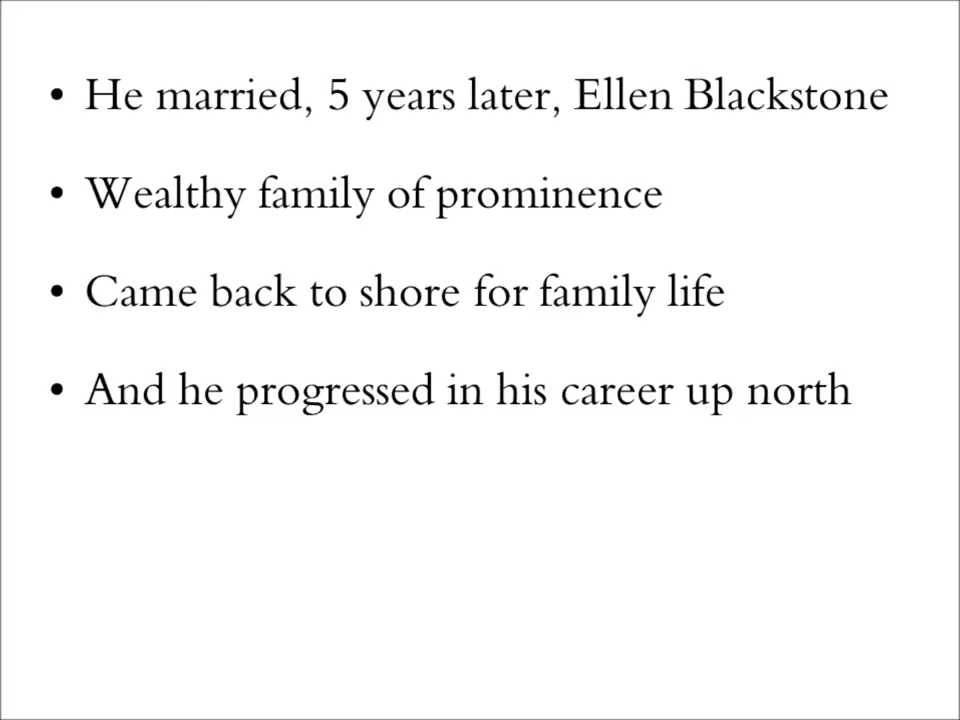 • He married, 5 years later, Ellen Blackstone
• Wealthy family of prominence
• Came back to shore for family life
• And he progressed in his career up north